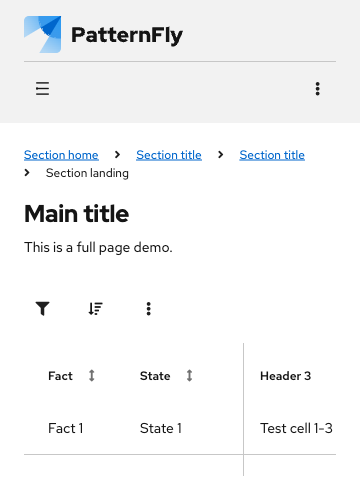 PatternFly
Section home Section title Section title
Section landing
Main title
This is a full page demo.
Fact State Header 3
Fact 1 State 1 Test cell 1-3